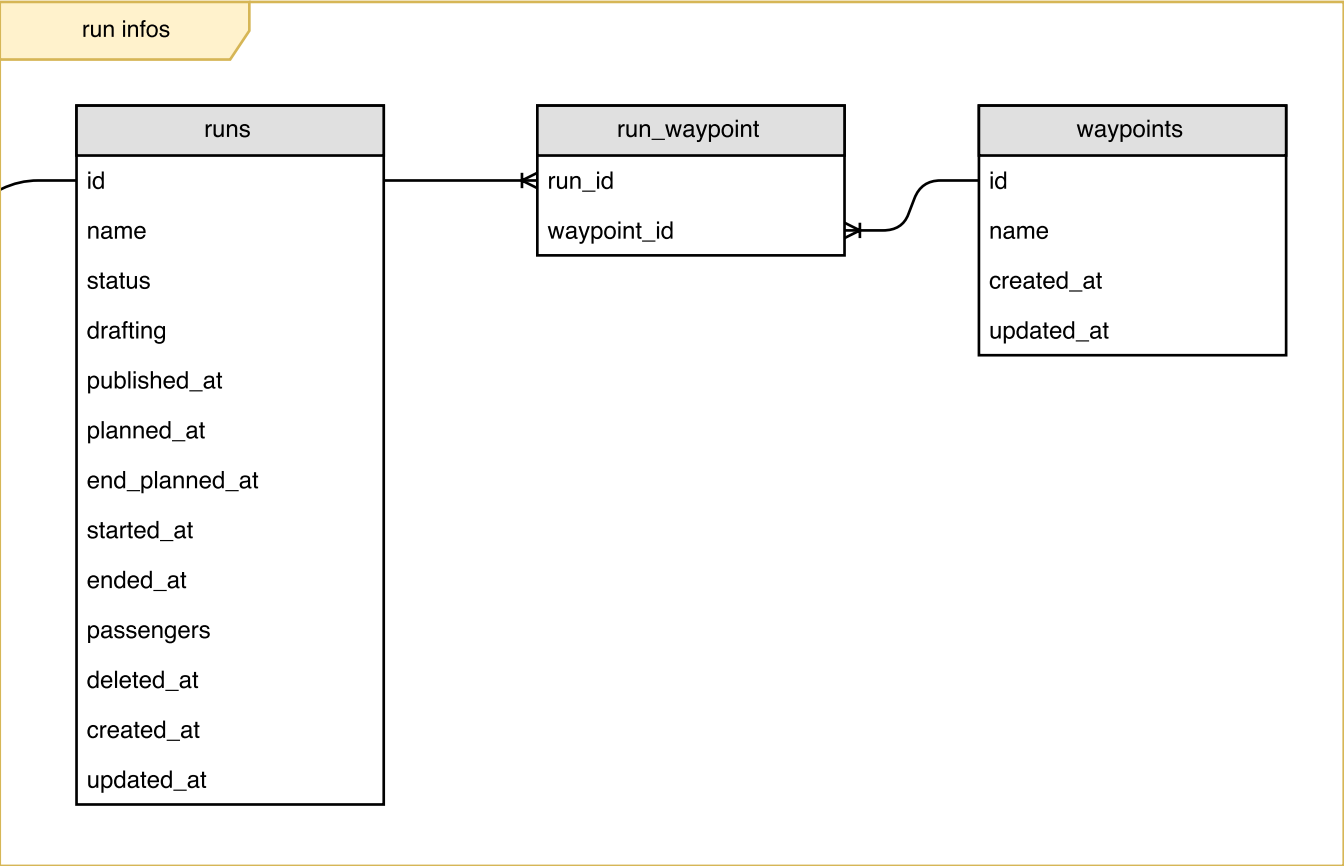 run infos
runs
id
name
status
drafting
published_at
planned_at
end_planned_at
started_at
ended_at
passengers
deleted_at
created_at
updated_at
run_waypoint
run_id
waypoint_id
waypoints
id
name
created_at
updated_at